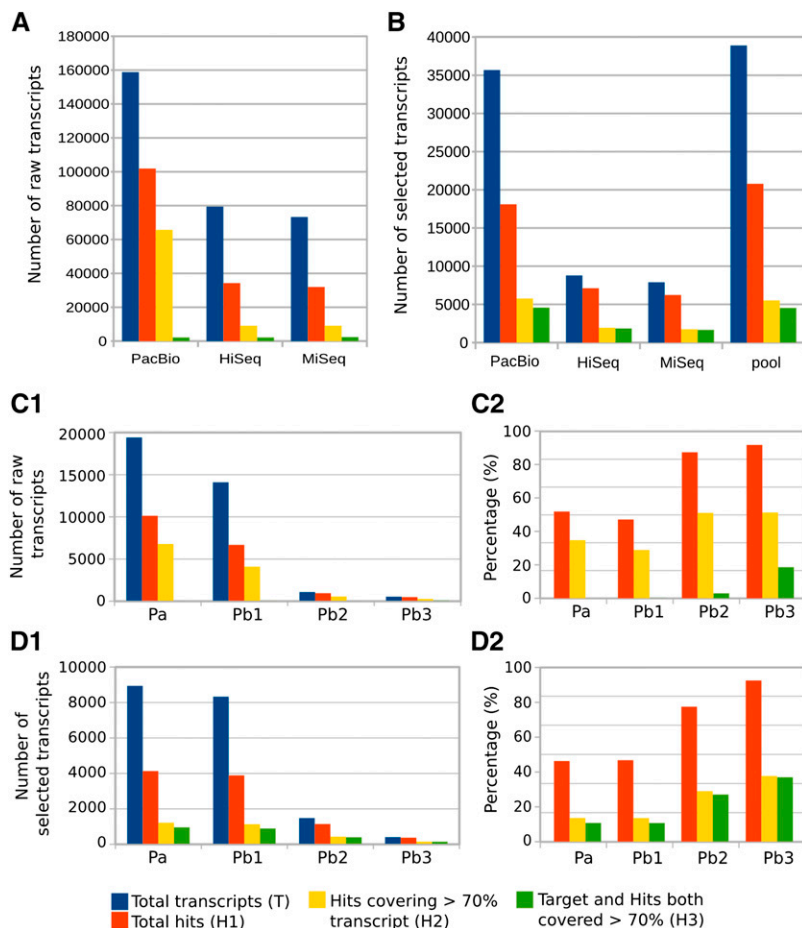 A
Number of raw transcripts
180000
160000
140000
120000
100000
80000
60000
40000
20000
0
PacBio
HiSeq
MiSeq
B
Number of selected transcripts
40000
35000
30000
25000
20000
15000
10000
5000
0
PacBio
HiSeq
MiSeq
pool
C1
Number of raw
transcripts
20000
15000
10000
5000
0
Pa
Pb1
Pb2
Pb3
C2
Percentage (%)
100
80
60
40
20
0
Pa
Pb1
Pb2
Pb3
D1
Number of
selected transcripts
10000
8000
6000
4000
2000
0
Pa
Pb1
Pb2
Pb3
D2
Percentage (%)
100
80
60
40
20
0
Pa
Pb1
Pb2
Pb3
Total transcripts (T)
Total hits (H1)
Hits covering > 70%
transcript (H2)
Target and Hits both
covered > 70% (H3)